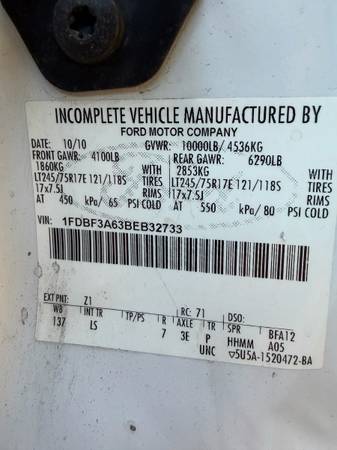 INCOMPLETE VEHICLE MANUFACTURED BY
FORD MOTOR COMPANY
DATE: 10/10 GVWR: 10000LB/ 4536KG
FRONT GAWR: 4100LB REAR GAWR: 6290LB
1860KG WITH 2853KG WITH
LT245/75R17E 121/118S TIRES LT245/75R17E 121/118S TIRES
17x7.5J RIMS 17x7.5J RIMS
AT 450 kPa/ 65 PSI COLD AT 550 kPa/ 80 PSI COLD
VIN: 1FDBF3A63BEB32733
EXT PNT: Z1 RC: 71 DSO:
WB INT TR TP/PS R AXLE TR SPR BFA12
137 LS 7 3E P HHMM A05
UNC ▽5U5A-1520472-BA